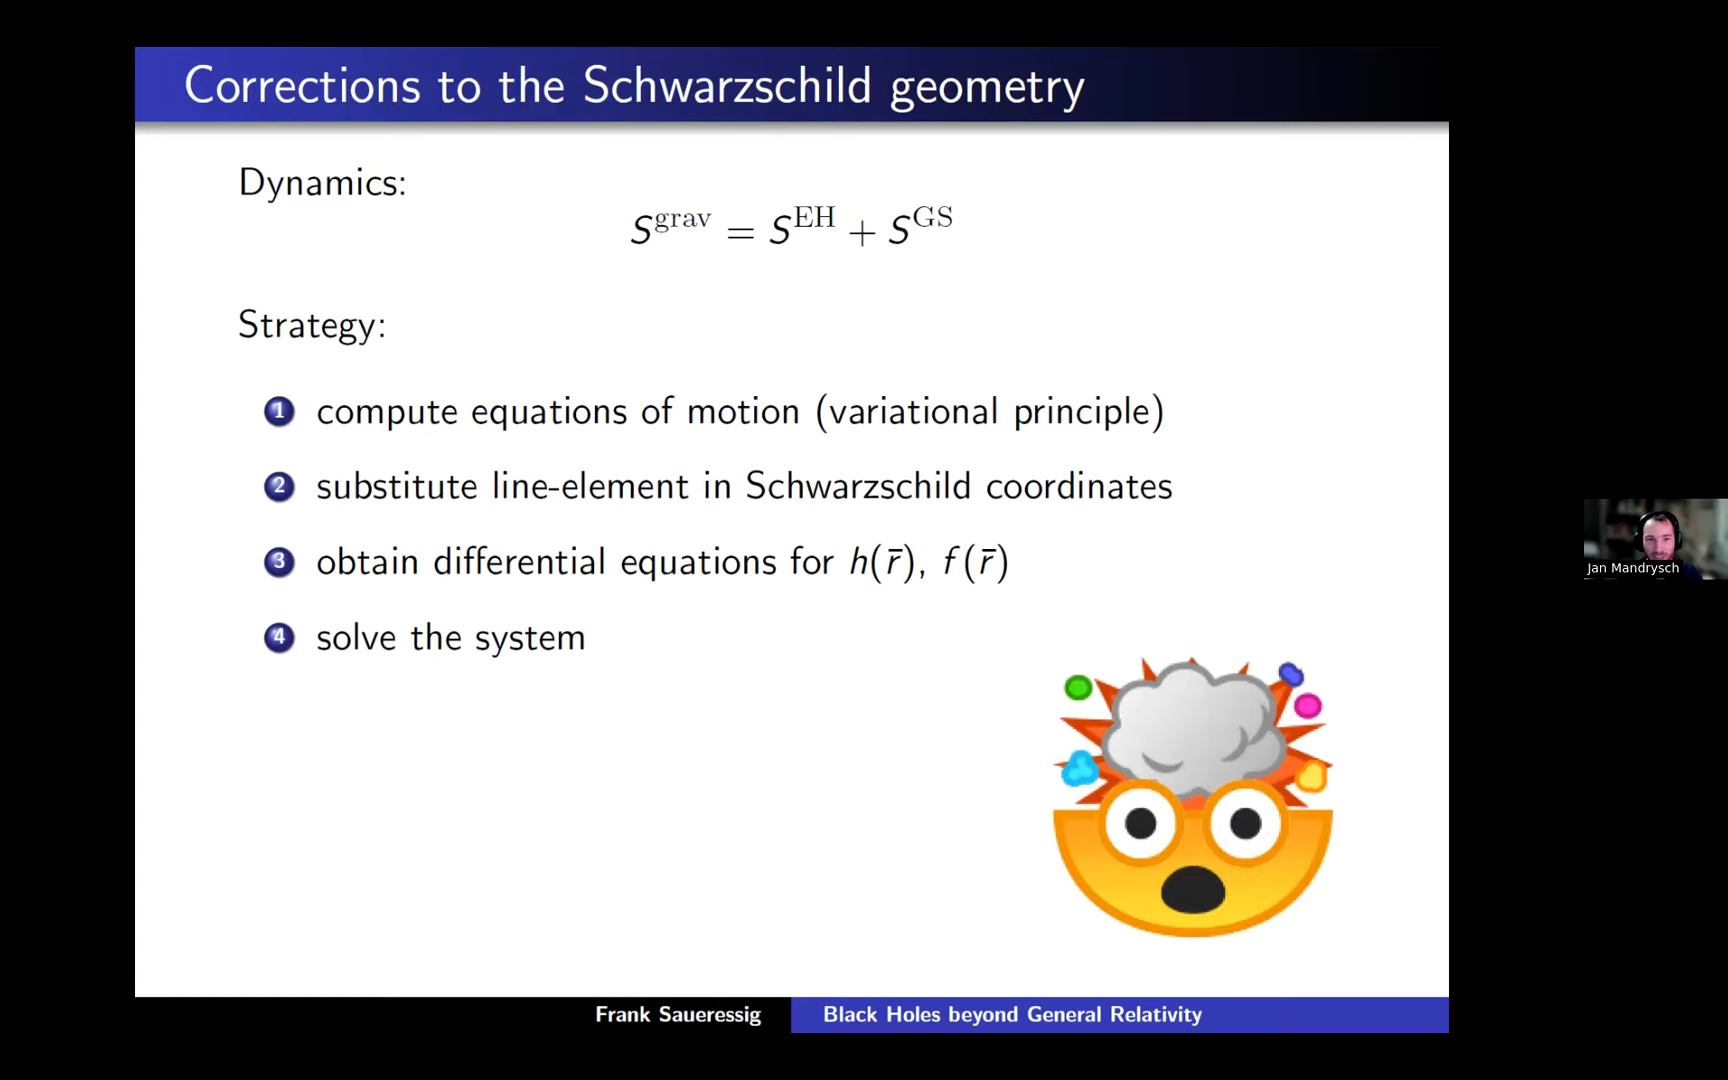 Corrections to the Schwarzschild geometry
Dynamics:
S^grav = S^EH + S^GS
Strategy:
1 compute equations of motion (variational principle)
2 substitute line-element in Schwarzschild coordinates
3 obtain differential equations for h(r̄), f(r̄)
4 solve the system
Jan Mandrysch
Frank Saueressig
Black Holes beyond General Relativity